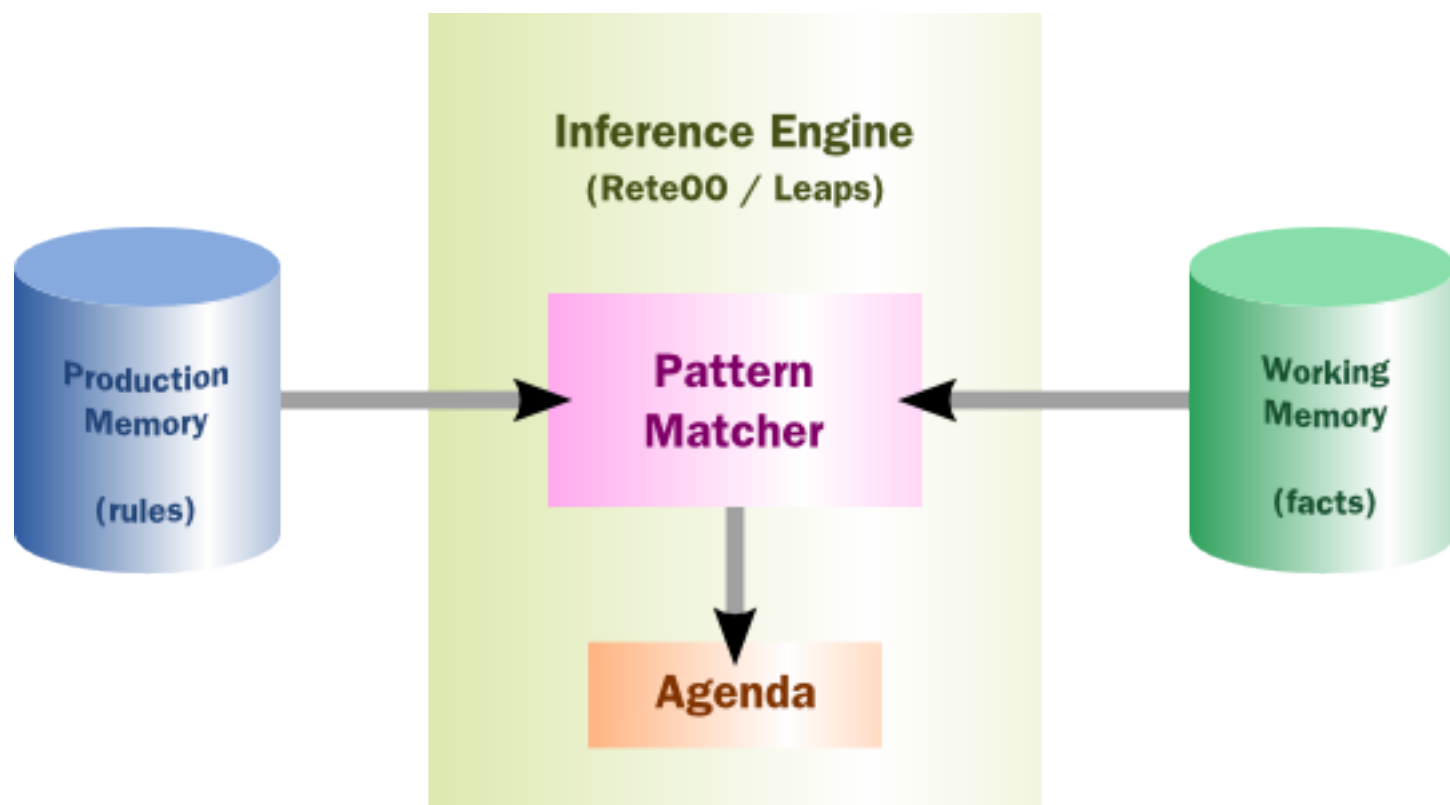 Inference Engine
(ReteOO / Leaps)
Production
Memory
(rules)
Pattern
Matcher
Working
Memory
(facts)
Agenda